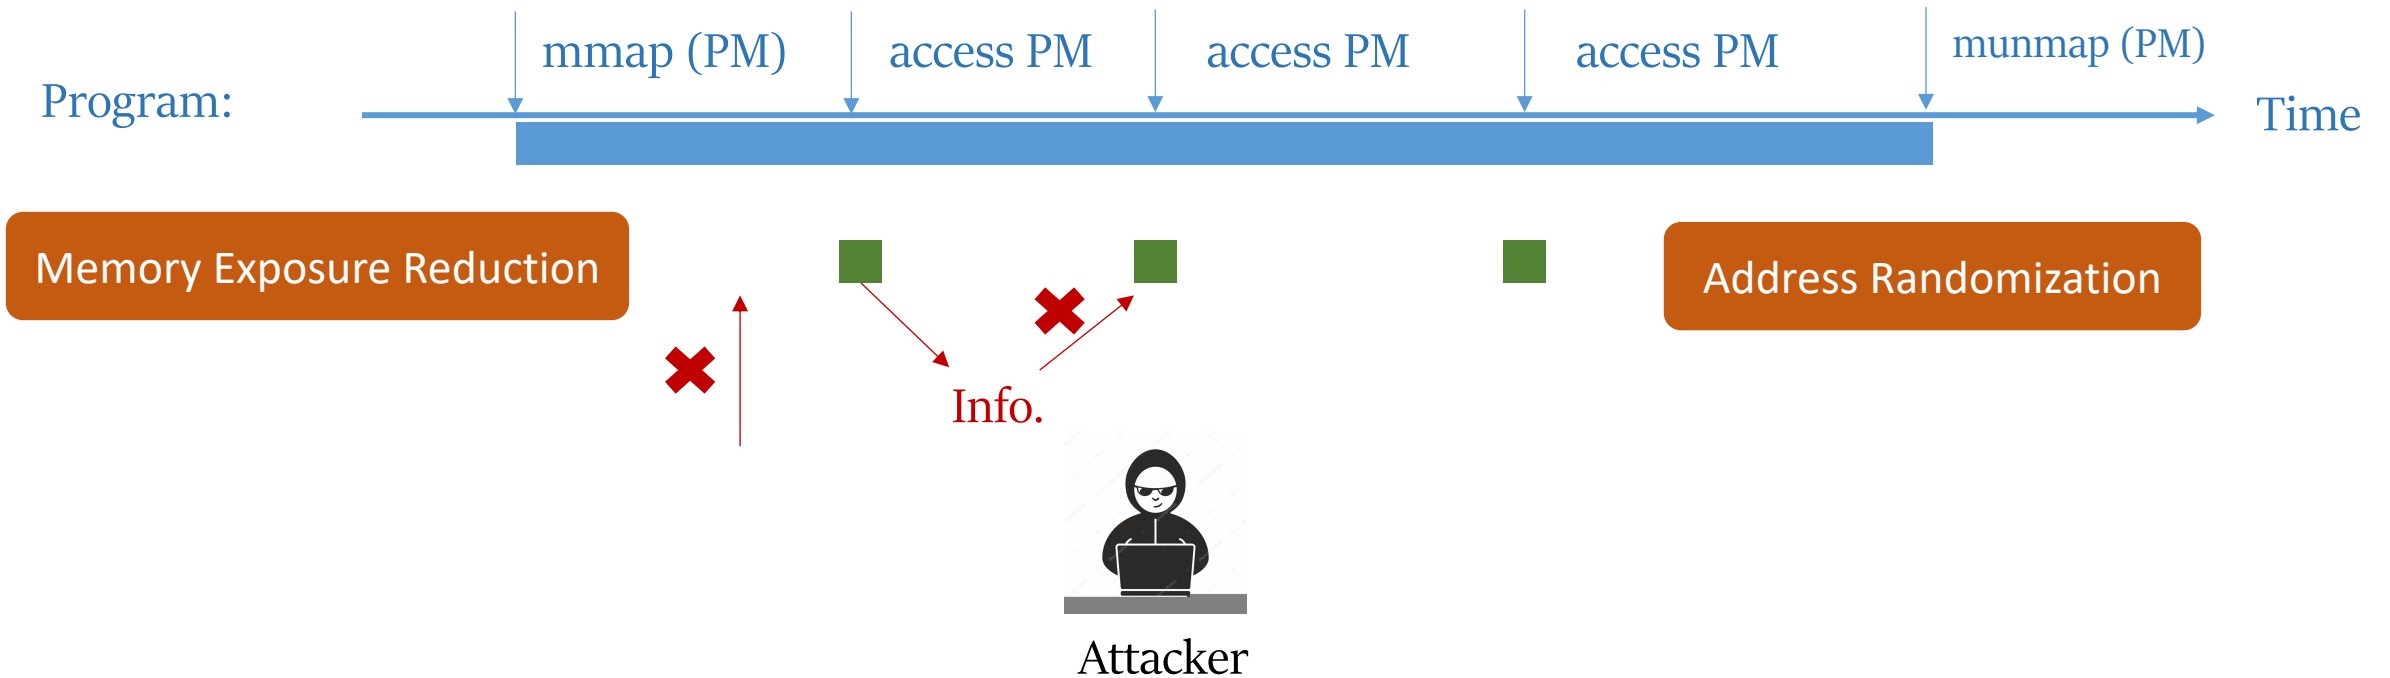 mmap (PM)
access PM
access PM
access PM
munmap (PM)
Program:
Time
Memory Exposure Reduction
Address Randomization
Info.
Attacker